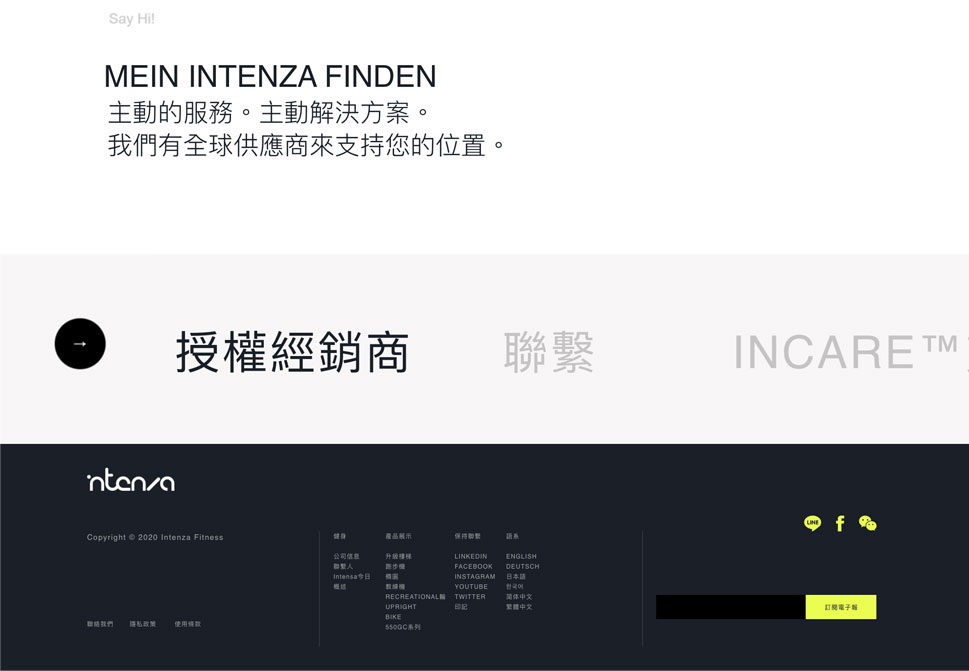 Say Hi!
MEIN INTENZA FINDEN
主動的服務。主動解決方案。
我們有全球供應商來支持您的位置。
→
授權經銷商
聯繫
INCARE™
intenza
Copyright © 2020 Intenza Fitness
聯絡我們
隱私政策
使用條款
健身
公司信息
聯繫人
Intensa今日
概述
產品展示
升級樓梯
跑步機
橢圓
教練機
RECREATIONAL軀
UPRIGHT
BIKE
550GC系列
保持聯繫
LINKEDIN
FACEBOOK
INSTAGRAM
YOUTUBE
TWITTER
印記
語系
ENGLISH
DEUTSCH
日本語
한국어
简体中文
繁體中文
LINE
f
訂閱電子報